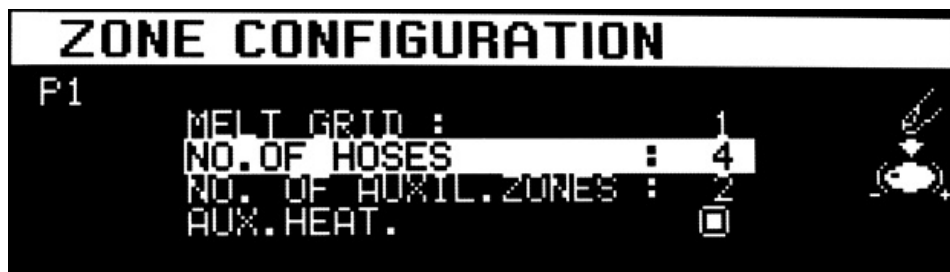 ZONE CONFIGURATION
P1
MELT GRID : 1
NO.OF HOSES : 4
NO. OF AUXIL.ZONES : 2
AUX.HEAT.
- +